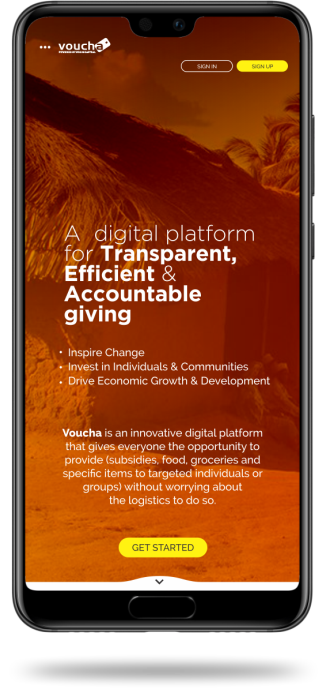 voucha
SIGN IN
SIGN UP
A digital platform
for Transparent,
Efficient &
Accountable
giving
• Inspire Change
• Invest in Individuals & Communities
• Drive Economic Growth & Development
Voucha is an innovative digital platform
that gives everyone the opportunity to
provide (subsidies, food, groceries and
specific items to targeted individuals or
groups) without worrying about
the logistics to do so.
GET STARTED